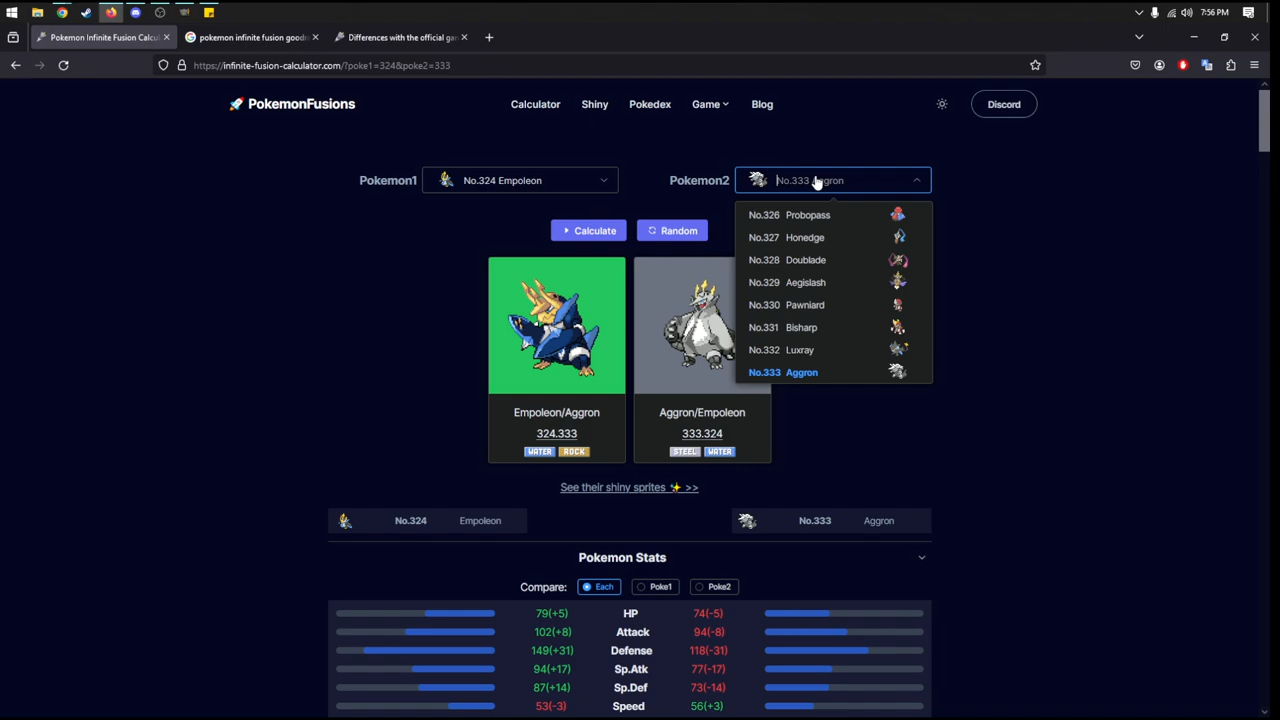 7:56 PM
Pokemon Infinite Fusion Calcul
pokemon infinite fusion goodr
Differences with the official ga
https://infinite-fusion-calculator.com/?poke1=324&poke2=333
PokemonFusions
Calculator Shiny Pokedex Game Blog
Discord
Pokemon1 No.324 Empoleon
Pokemon2 No.333 Aggron
Calculate Random
No.326 Probopass
No.327 Honedge
No.328 Doublade
No.329 Aegislash
No.330 Pawniard
No.331 Bisharp
No.332 Luxray
No.333 Aggron
Empoleon/Aggron
324.333
WATER ROCK
Aggron/Empoleon
333.324
STEEL WATER
See their shiny sprites ✨ >>
No.324 Empoleon
No.333 Aggron
Pokemon Stats
Compare: Each Poke1 Poke2
79(+5) HP 74(-5)
102(+8) Attack 94(-8)
149(+31) Defense 118(-31)
94(+17) Sp.Atk 77(-17)
87(+14) Sp.Def 73(-14)
53(-3) Speed 56(+3)